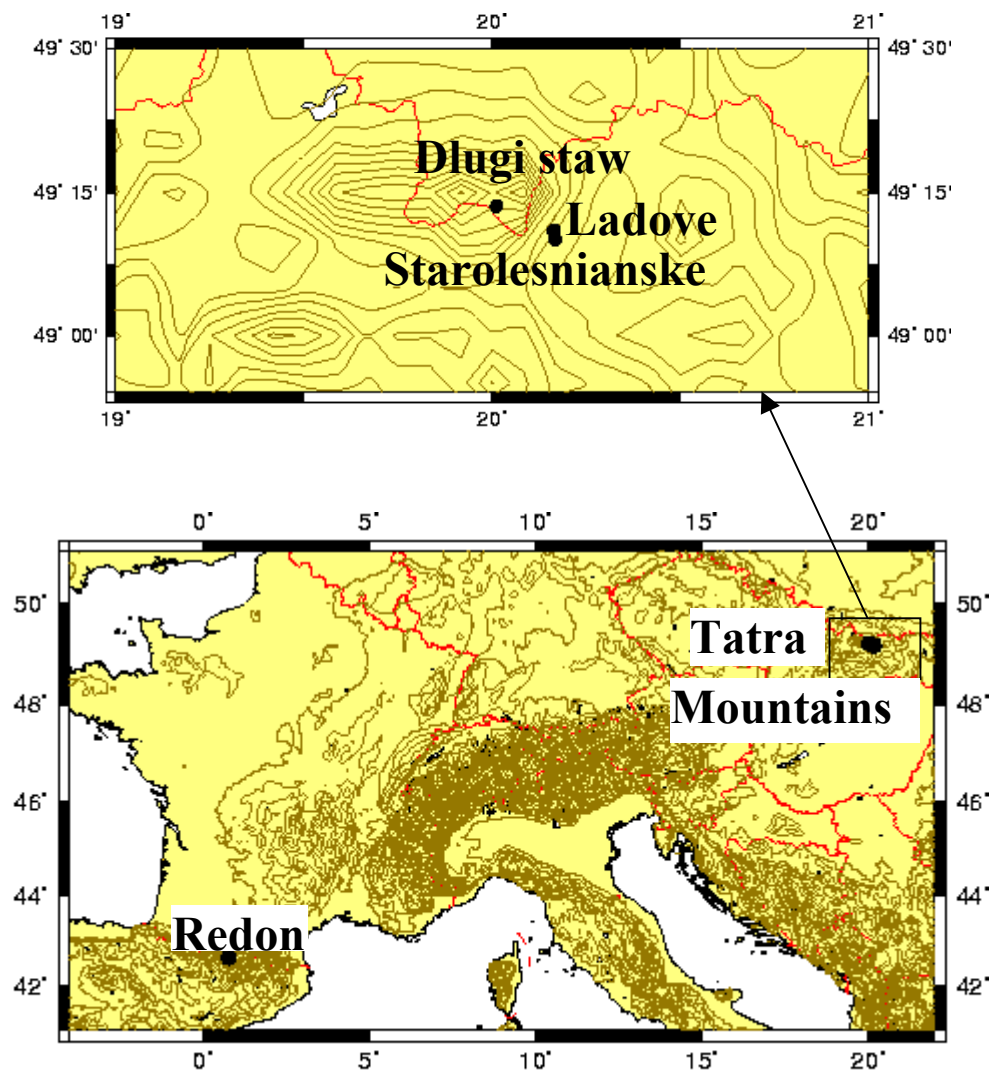 19° 20°
49° 30' 49° 30'
Dlugi staw
49° 15' 49° 15'
Ladove
Starolesnianske
49° 00' 49° 00'
19° 20° 21°
0° 5° 10° 15° 20°
50° 50°
Tatra
48° 48°
Mountains
46° 46°
44° 44°
Redon
42° 42°
0° 5° 10° 15° 20°